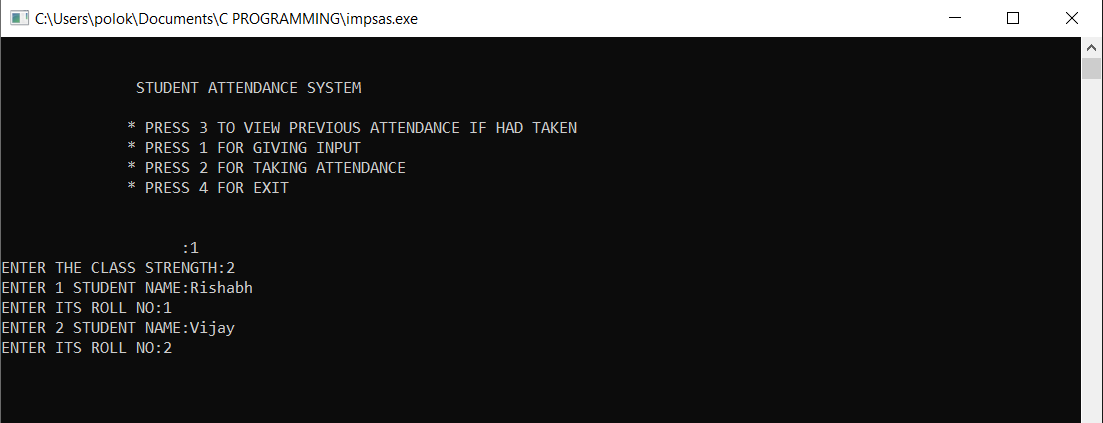 C:\Users\polok\Documents\C PROGRAMMING\impsas.exe
STUDENT ATTENDANCE SYSTEM
* PRESS 3 TO VIEW PREVIOUS ATTENDANCE IF HAD TAKEN
* PRESS 1 FOR GIVING INPUT
* PRESS 2 FOR TAKING ATTENDANCE
* PRESS 4 FOR EXIT
:1
ENTER THE CLASS STRENGTH:2
ENTER 1 STUDENT NAME:Rishabh
ENTER ITS ROLL NO:1
ENTER 2 STUDENT NAME:Vijay
ENTER ITS ROLL NO:2